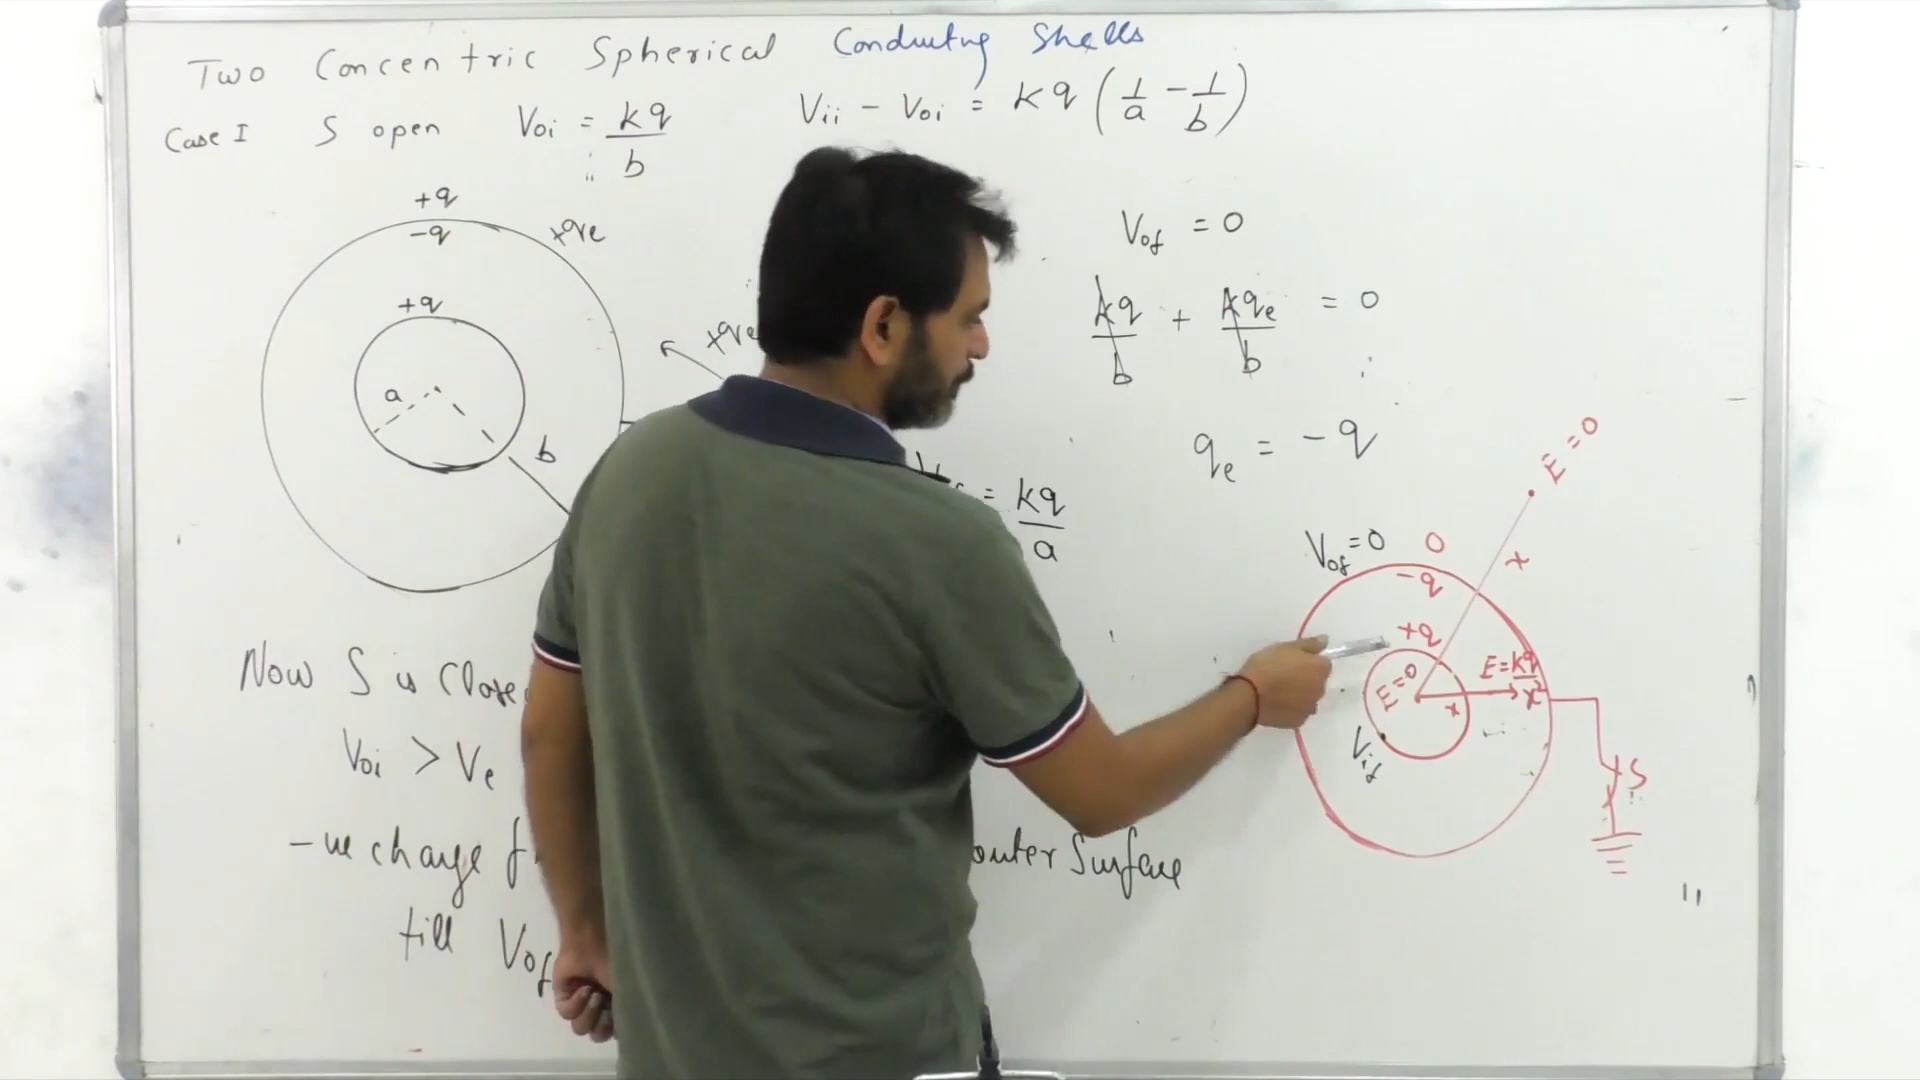 Two Concentric Spherical Conducting Shells
Case I S open Voi = kq/b Vii - Voi = kq (1/a - 1/b)
+q
-q
+qve
+q
a
b
+qve
Vof = 0
kq/b + kqe/b = 0
qe = -q
= kq/a
E = 0
x
Vof = 0
0
-q
+q
E = kq/x²
E = 0
x
Vif
S
Now S is Close
Voi > Ve
-ve charge outer Surface
till Vof